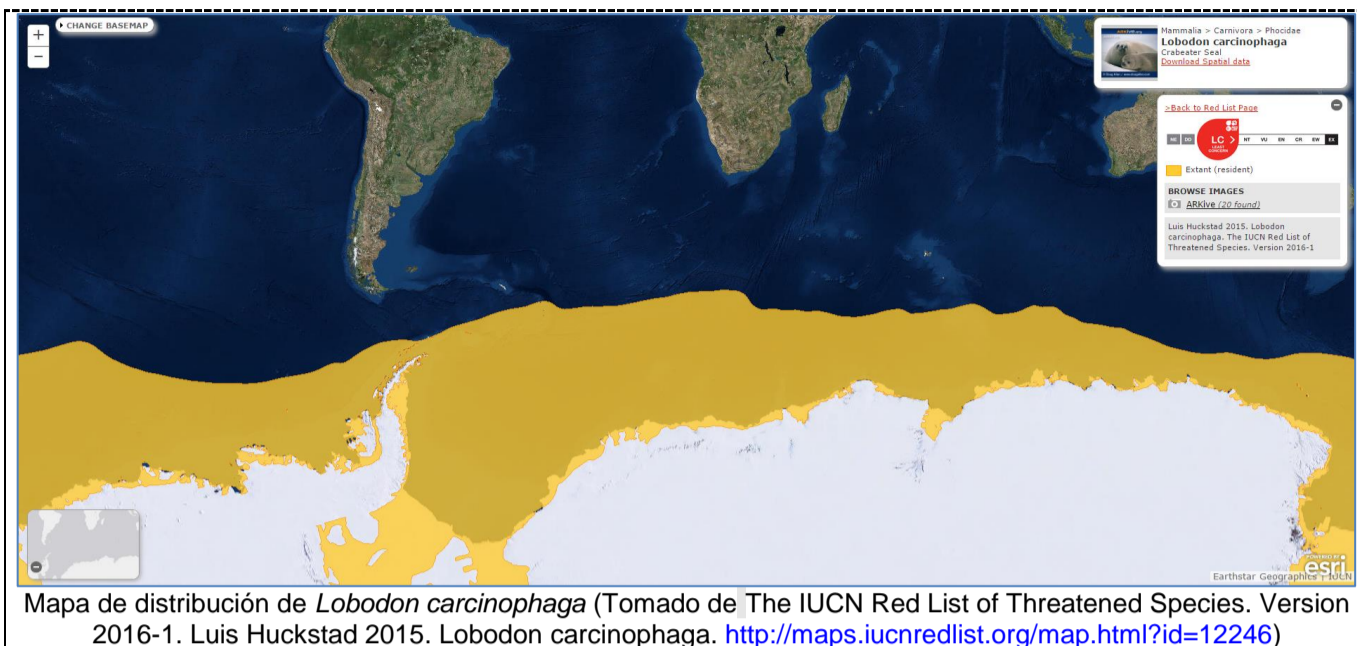 +
−
CHANGE BASEMAP
Mammalia > Carnivora > Phocidae
Lobodon carcinophaga
Crabeater Seal
Download Spatial data
>Back to Red List Page
NE DD LC > NT VU EN CR EW EX
LEAST
CONCERN
Extant (resident)
BROWSE IMAGES
ARKive (20 found)
Luis Huckstad 2015. Lobodon
carcinophaga. The IUCN Red List of
Threatened Species. Version 2016-1
POWERED BY
esri
Earthstar Geographics | IUCN
Mapa de distribución de Lobodon carcinophaga (Tomado de The IUCN Red List of Threatened Species. Version
2016-1. Luis Huckstad 2015. Lobodon carcinophaga. http://maps.iucnredlist.org/map.html?id=12246)